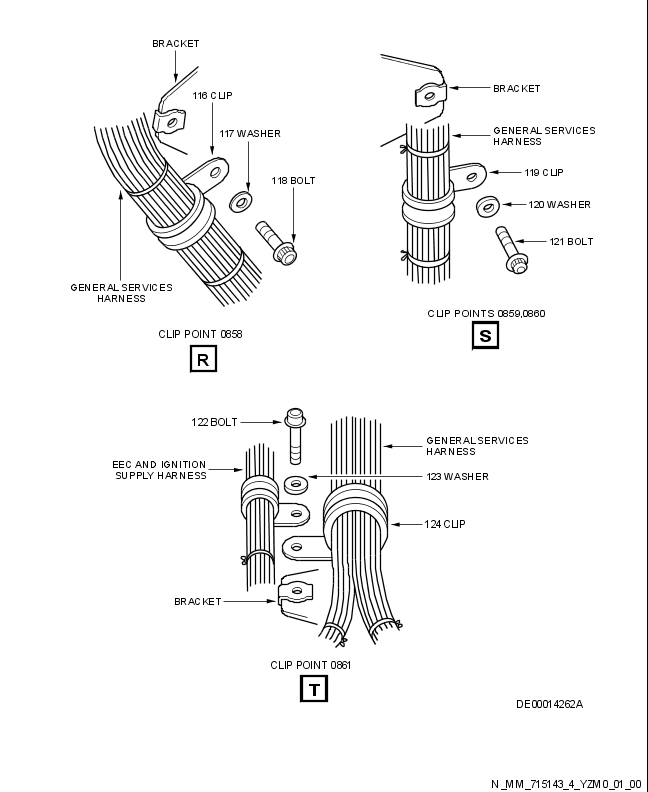 BRACKET
116 CLIP
117 WASHER
118 BOLT
GENERAL SERVICES
HARNESS
CLIP POINT 0858
R
BRACKET
GENERAL SERVICES
HARNESS
119 CLIP
120 WASHER
121 BOLT
CLIP POINTS 0859,0860
S
122 BOLT
GENERAL SERVICES
HARNESS
EEC AND IGNITION
SUPPLY HARNESS
123 WASHER
124 CLIP
BRACKET
CLIP POINT 0861
T
DE00014262A
N_MM_715143_4_YZM0_01_00